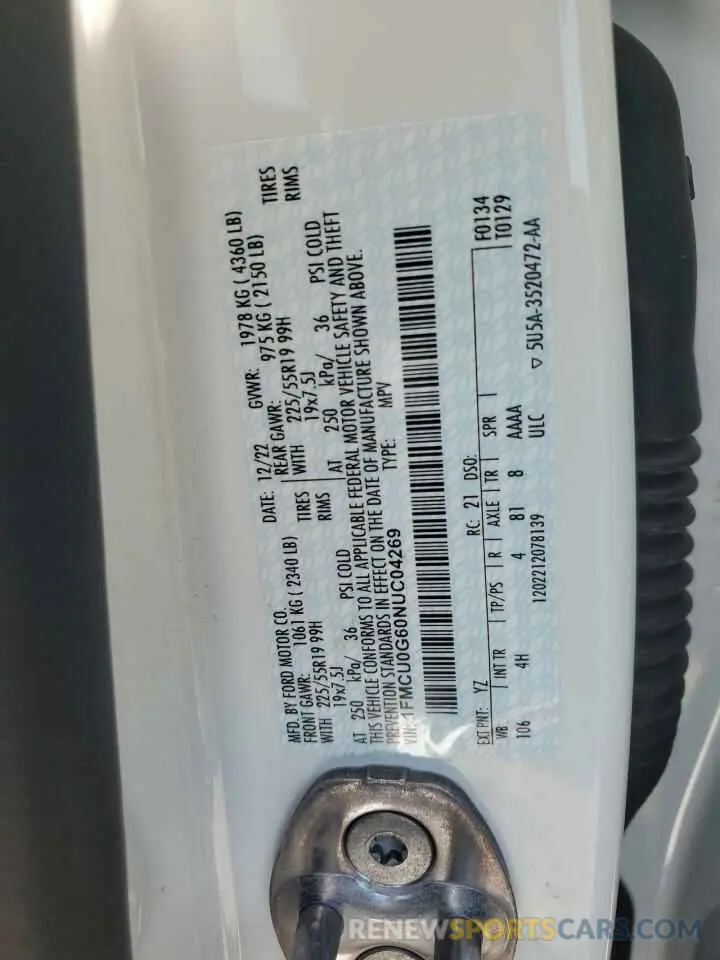 MFD. BY FORD MOTOR CO. DATE: 12/22 GVWR: 1978 KG ( 4360 LB)
FRONT GAWR: 1061 KG ( 2340 LB) REAR GAWR: 975 KG ( 2150 LB)
WITH 225/55R19 99H TIRES WITH 225/55R19 99H TIRES
19x7.5J RIMS 19x7.5J RIMS
AT 250 kPa/ 36 PSI COLD AT 250 kPa/ 36 PSI COLD
THIS VEHICLE CONFORMS TO ALL APPLICABLE FEDERAL MOTOR VEHICLE SAFETY AND THEFT
PREVENTION STANDARDS IN EFFECT ON THE DATE OF MANUFACTURE SHOWN ABOVE.
VIN: 1FMCU0G60NUC04269 TYPE: MPV
F0134
T0129
EXT PNT: YZ RC: 21 DSO:
WB INT TR TP/PS R AXLE TR SPR
106 4H 4 81 8 AAAA
1202212078139 ULC
▽ 5U5A-3520472-AA
RENEWSPORTSCARS.COM